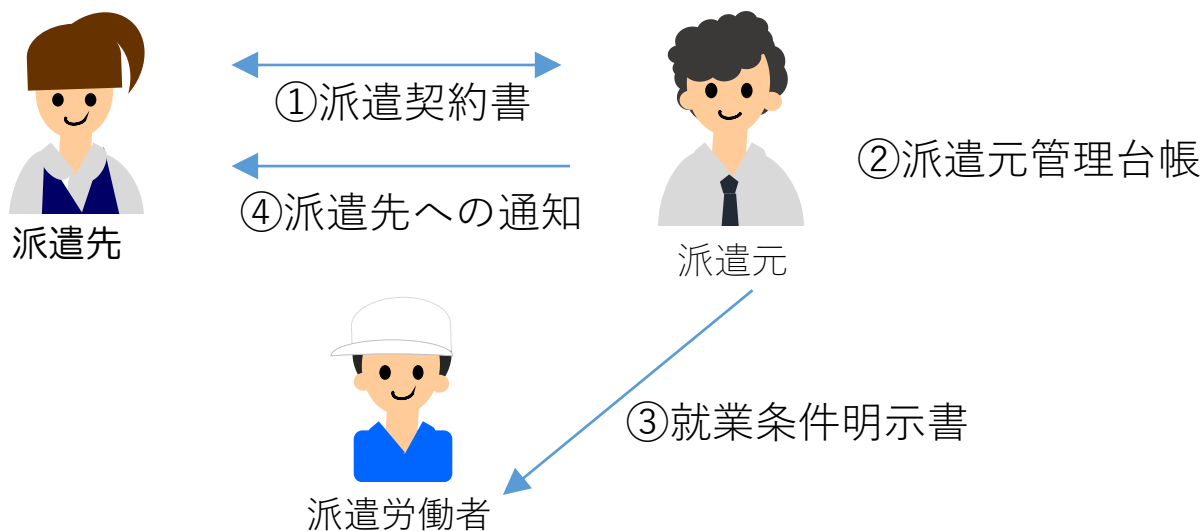 ①派遣契約書
②派遣元管理台帳
④派遣先への通知
派遣先
派遣元
③就業条件明示書
派遣労働者